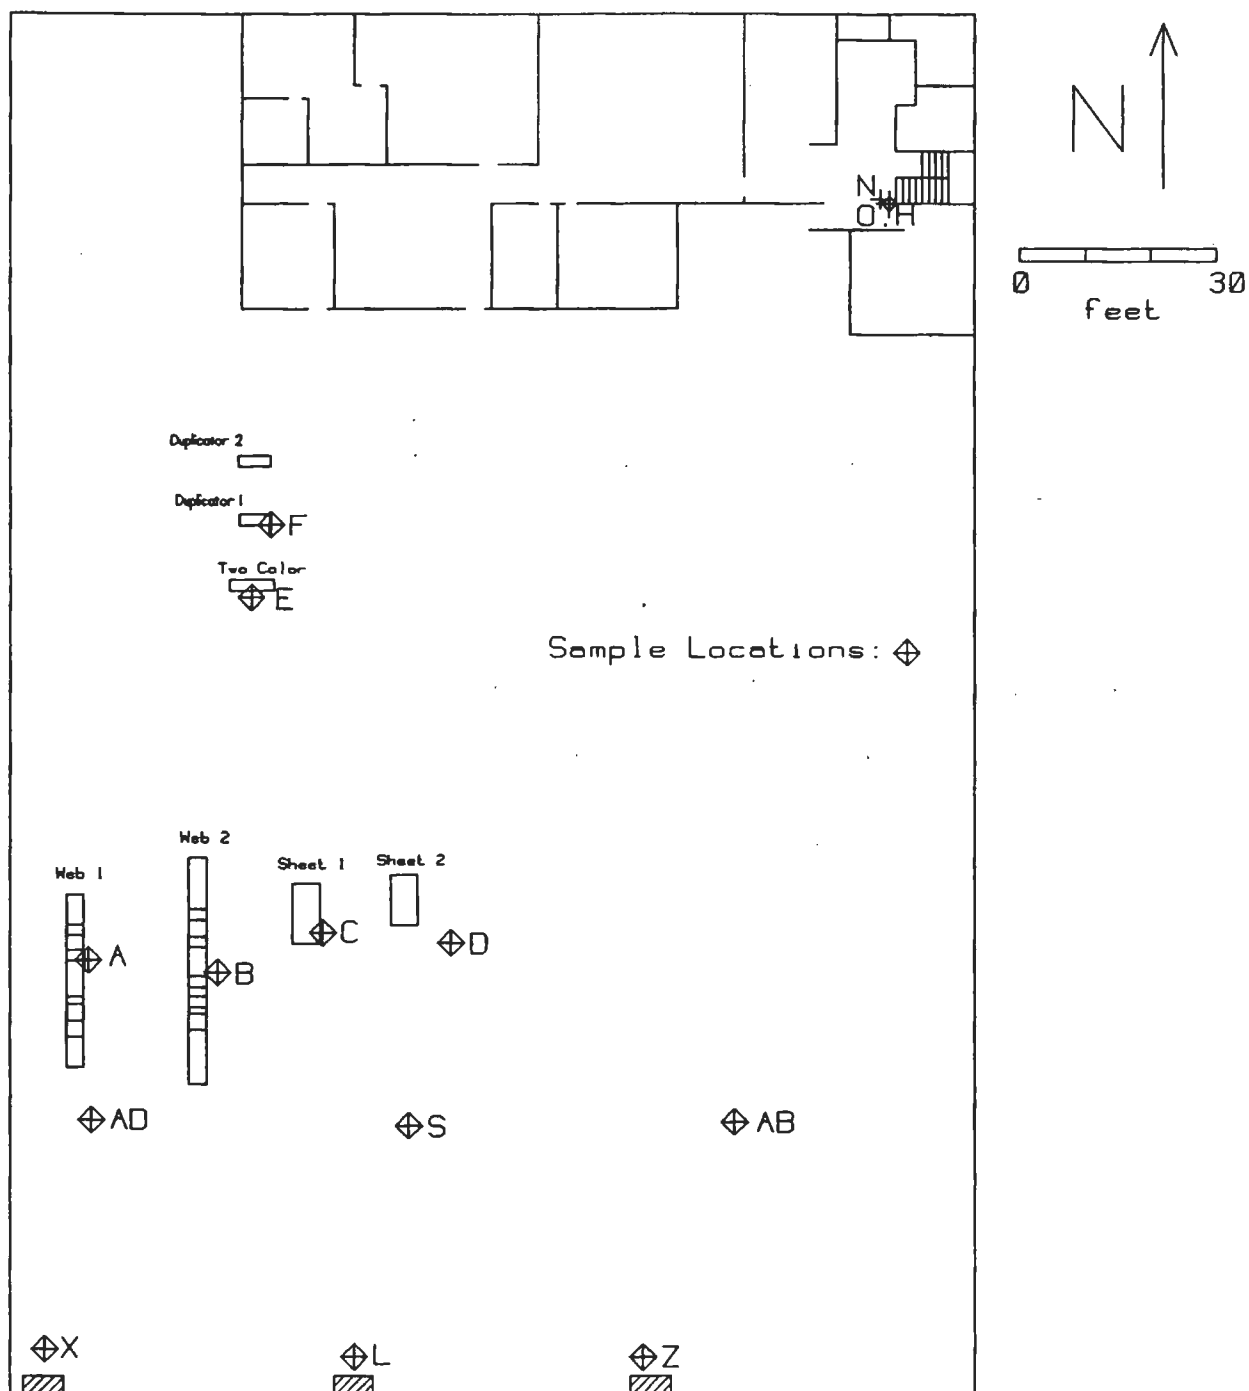 N
N
O.H
0 30
feet
Duplicator 2
Duplicator 1
F
Two Color
E
Sample Locations:
Web 2
Web 1
Sheet 1
Sheet 2
C
D
A
B
AD
S
AB
X
L
Z